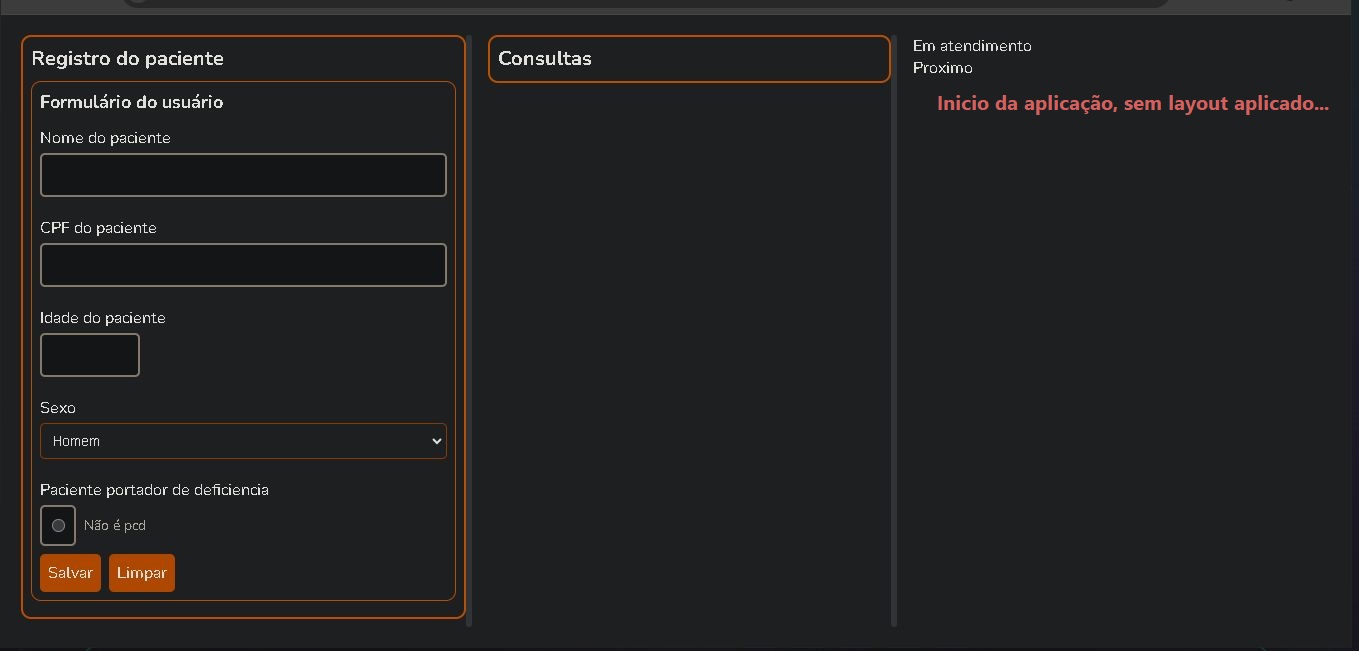 Registro do paciente
Formulário do usuário
Nome do paciente
CPF do paciente
Idade do paciente
Sexo
Homem
Paciente portador de deficiencia
Não é pcd
Salvar
Limpar
Consultas
Em atendimento
Proximo
Inicio da aplicação, sem layout aplicado...